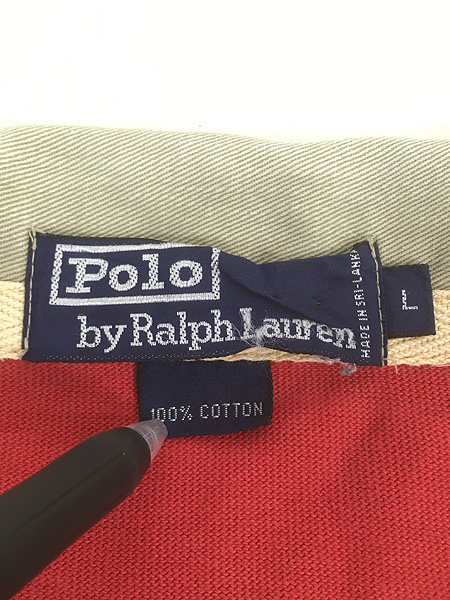 Polo
by Ralph Lauren
MADE IN SRI-LANKA
L
100% COTTON